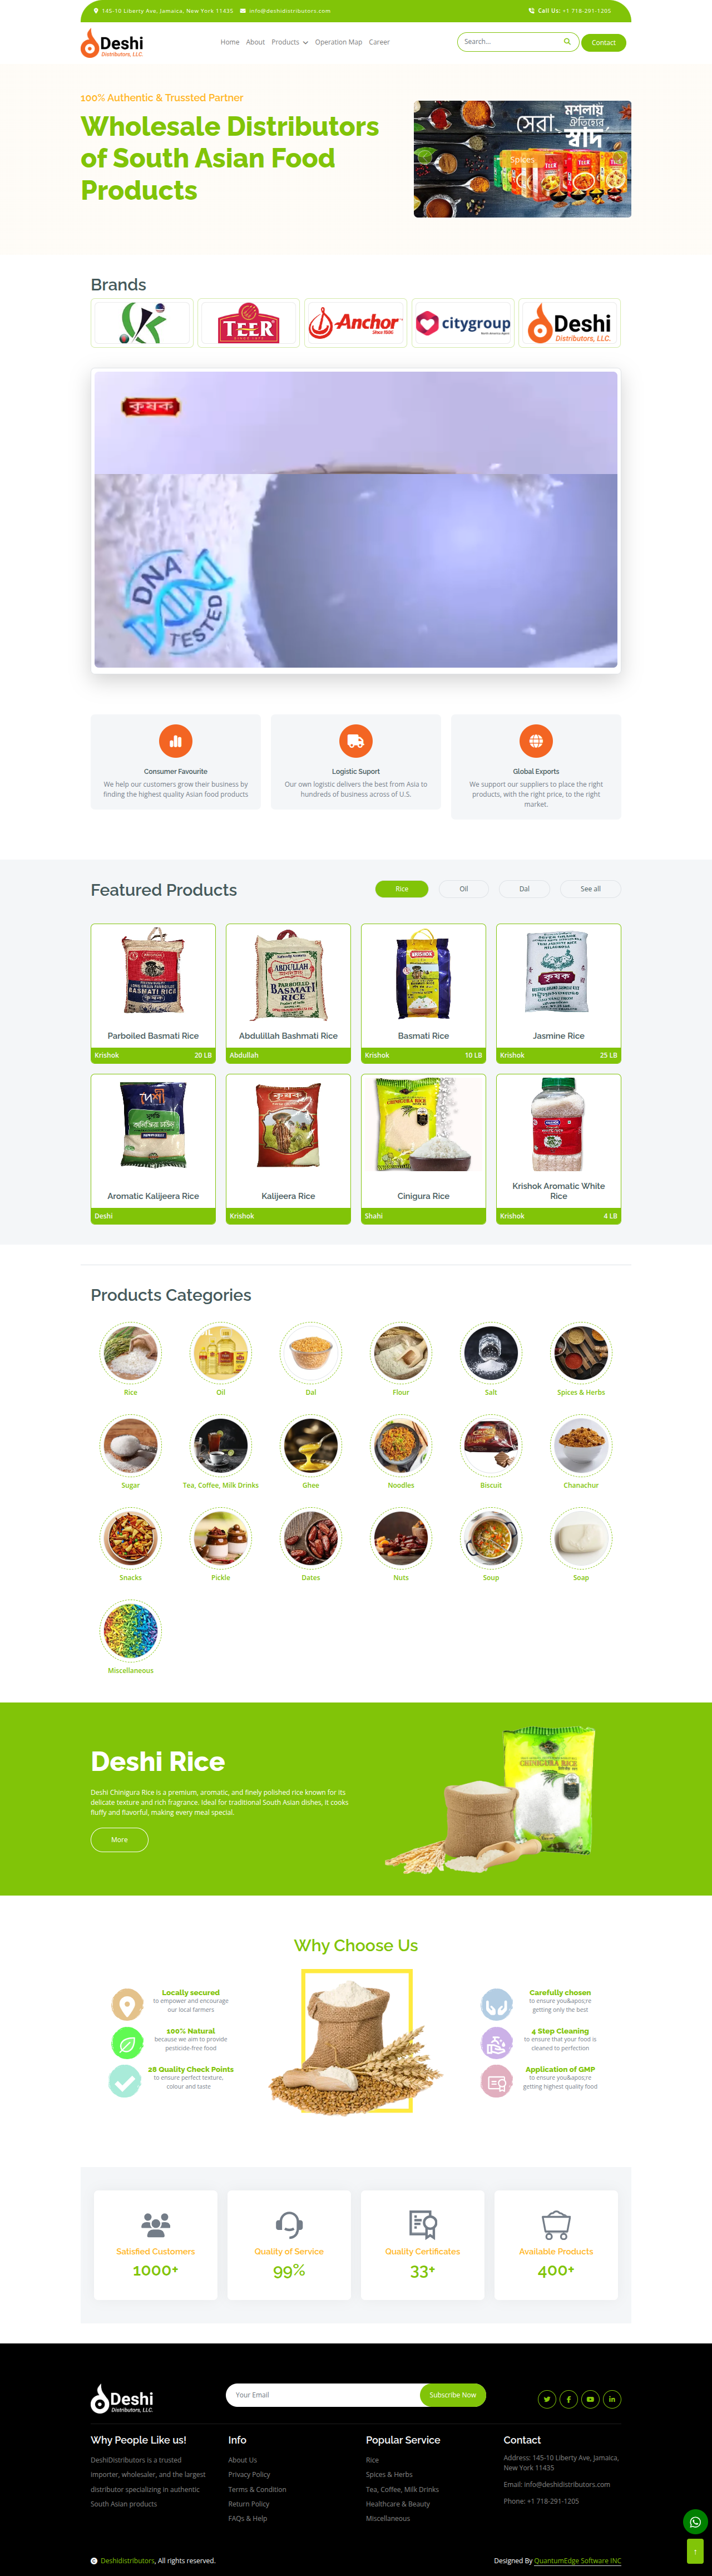 145-10 Liberty Ave, Jamaica, New York 11435 info@deshidistributors.com Call Us: +1 718-291-1205
Deshi
Distributors, LLC.
Home About Products Operation Map Career
Search...
Contact
100% Authentic & Trussted Partner
Wholesale Distributors
of South Asian Food
Products
সেরা মশলায়
ঐতিহ্যের
স্বাদ
Spices
Brands
TEER
Anchor
Since 1896
citygroup
Deshi
Distributors, LLC.
কৃষক
DNA
TESTED
Consumer Favourite
We help our customers grow their business by
finding the highest quality Asian food products
Logistic Suport
Our own logistic delivers the best from Asia to
hundreds of business across of U.S.
Global Exports
We support our suppliers to place the right
products, with the right price, to the right
market.
Featured Products
Rice
Oil
Dal
See all
BASMATI RICE
কৃষক
Parboiled Basmati Rice
Krishok 20 LB
ABDULLAH
PARBOILED
BASMATI
RICE
Abdulillah Bashmati Rice
Abdullah
KRISHOK
Basmati Rice
Krishok 10 LB
কৃষক
Jasmine Rice
Krishok 25 LB
দেশী
Aromatic Kalijeera Rice
Deshi
কৃষক
Kalijeera Rice
Krishok
CHINIGURA RICE
Cinigura Rice
Shahi
Krishok Aromatic White
Rice
Krishok 4 LB
Products Categories
Rice
Oil
Dal
Flour
Salt
Spices & Herbs
Sugar
Tea, Coffee, Milk Drinks
Ghee
Noodles
Biscuit
Chanachur
Snacks
Pickle
Dates
Nuts
Soup
Soap
Miscellaneous
Deshi Rice
Deshi Chinigura Rice is a premium, aromatic, and finely polished rice known for its
delicate texture and rich fragrance. Ideal for traditional South Asian dishes, it cooks
fluffy and flavorful, making every meal special.
More
CHINIGURA RICE
Why Choose Us
Locally secured
to empower and encourage
our local farmers
100% Natural
because we aim to provide
pesticide-free food
28 Quality Check Points
to ensure perfect texture,
colour and taste
Carefully chosen
to ensure you&apos;re
getting only the best
4 Step Cleaning
to ensure that your food is
cleaned to perfection
Application of GMP
to ensure you&apos;re
getting highest quality food
Satisfied Customers
1000+
Quality of Service
99%
Quality Certificates
33+
Available Products
400+
Deshi
Distributors, LLC.
Your Email
Subscribe Now
Why People Like us!
DeshiDistributors is a trusted
importer, wholesaler, and the largest
distributor specializing in authentic
South Asian products
Info
About Us
Privacy Policy
Terms & Condition
Return Policy
FAQs & Help
Popular Service
Rice
Spices & Herbs
Tea, Coffee, Milk Drinks
Healthcare & Beauty
Miscellaneous
Contact
Address: 145-10 Liberty Ave, Jamaica,
New York 11435
Email: info@deshidistributors.com
Phone: +1 718-291-1205
Deshidistributors, All rights reserved.
Designed By QuantumEdge Software INC